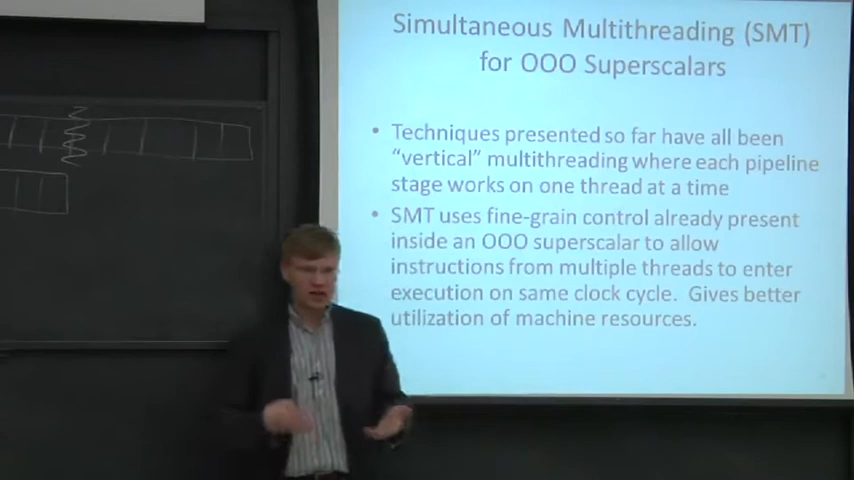 Simultaneous Multithreading (SMT)
for OOO Superscalars
• Techniques presented so far have all been
“vertical” multithreading where each pipeline
stage works on one thread at a time
• SMT uses fine-grain control already present
inside an OOO superscalar to allow
instructions from multiple threads to enter
execution on same clock cycle.  Gives better
utilization of machine resources.